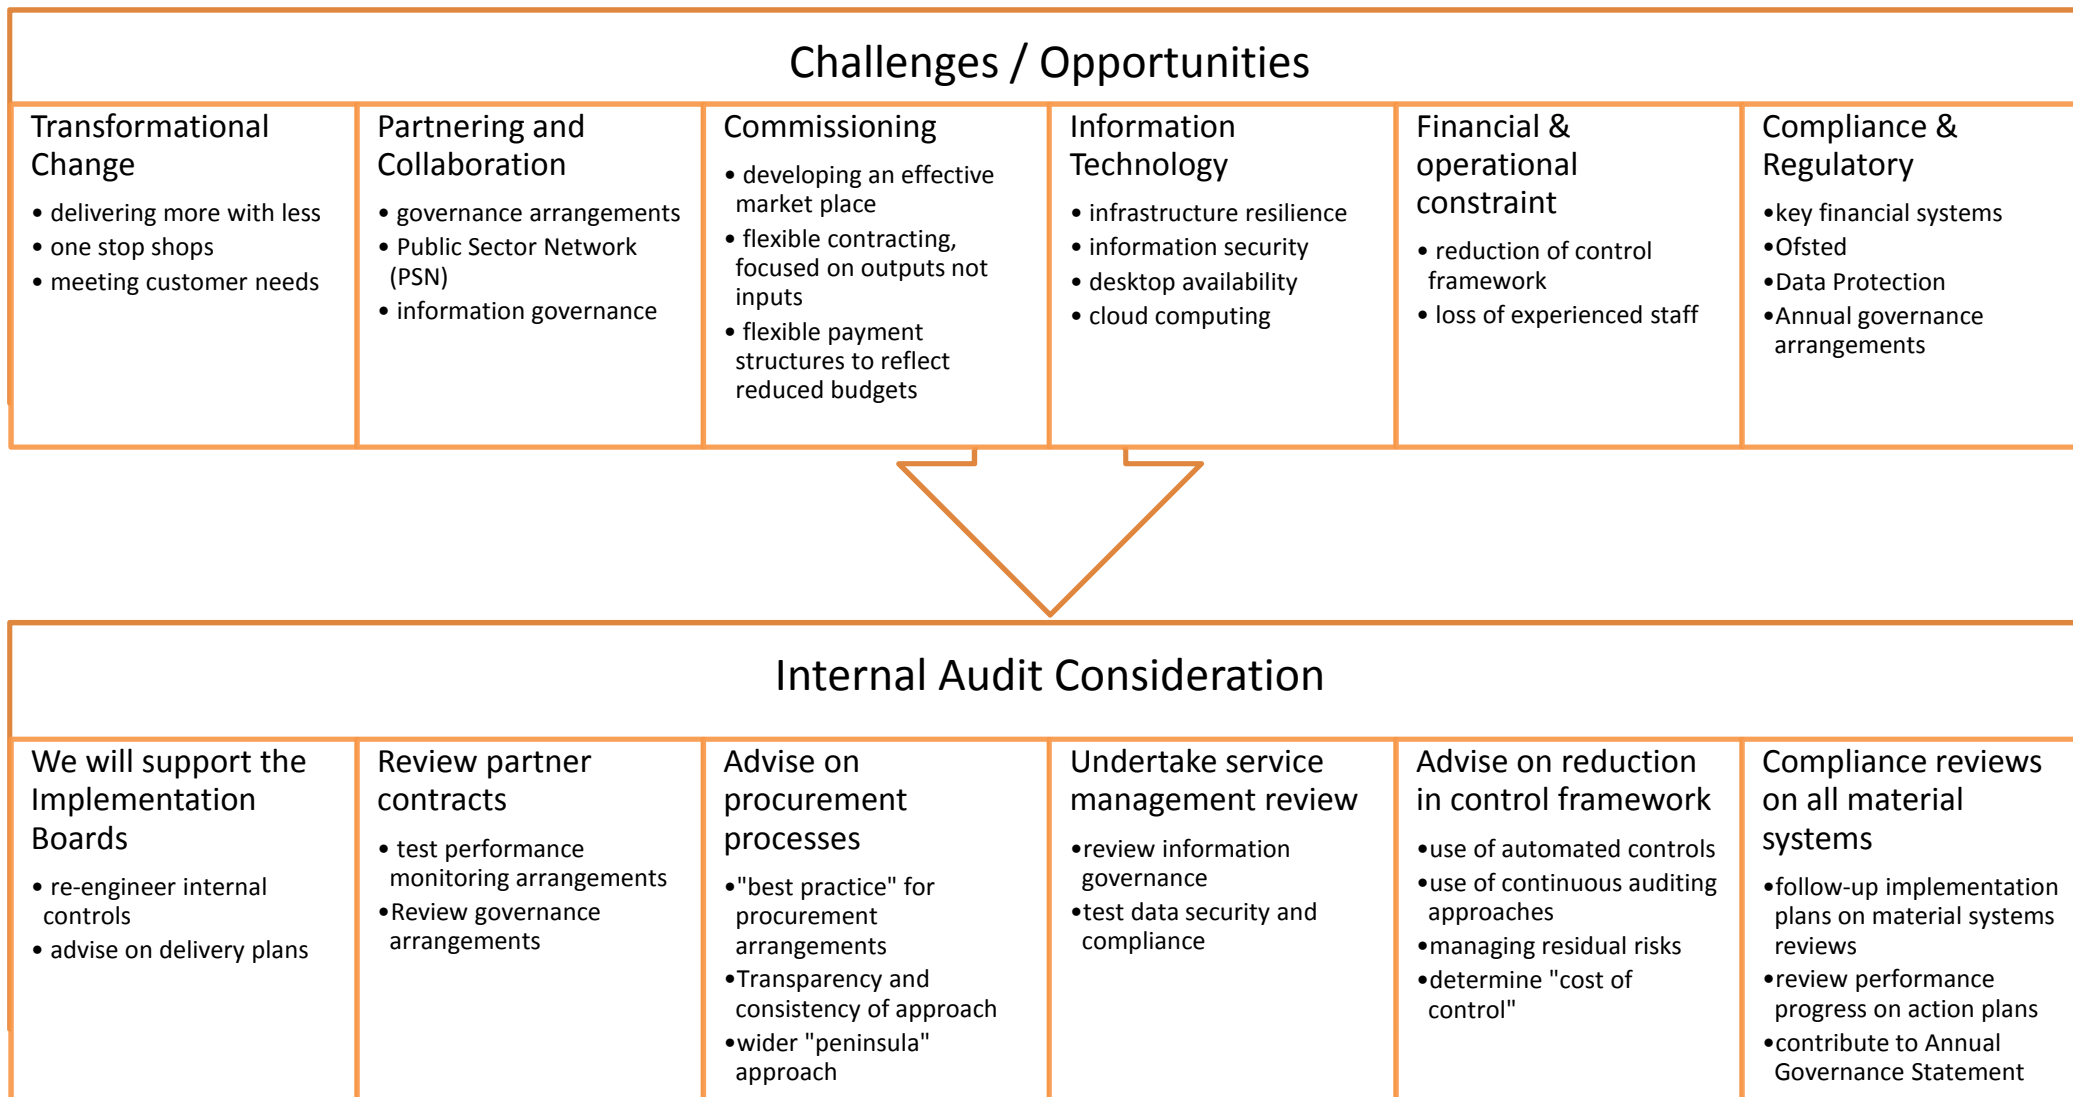 Challenges / Opportunities
Transformational
Change
• delivering more with less
• one stop shops
• meeting customer needs
Partnering and
Collaboration
• governance arrangements
• Public Sector Network
(PSN)
• information governance
Commissioning
• developing an effective
market place
• flexible contracting,
focused on outputs not
inputs
• flexible payment
structures to reflect
reduced budgets
Information
Technology
• infrastructure resilience
• information security
• desktop availability
• cloud computing
Financial &
operational
constraint
• reduction of control
framework
• loss of experienced staff
Compliance &
Regulatory
•key financial systems
•Ofsted
•Data Protection
•Annual governance
arrangements
Internal Audit Consideration
We will support the
Implementation
Boards
• re-engineer internal
controls
• advise on delivery plans
Review partner
contracts
• test performance
monitoring arrangements
•Review governance
arrangements
Advise on
procurement
processes
•"best practice" for
procurement
arrangements
•Transparency and
consistency of approach
•wider "peninsula"
approach
Undertake service
management review
•review information
governance
•test data security and
compliance
Advise on reduction
in control framework
•use of automated controls
•use of continuous auditing
approaches
•managing residual risks
•determine "cost of
control"
Compliance reviews
on all material
systems
•follow-up implementation
plans on material systems
reviews
•review performance
progress on action plans
•contribute to Annual
Governance Statement